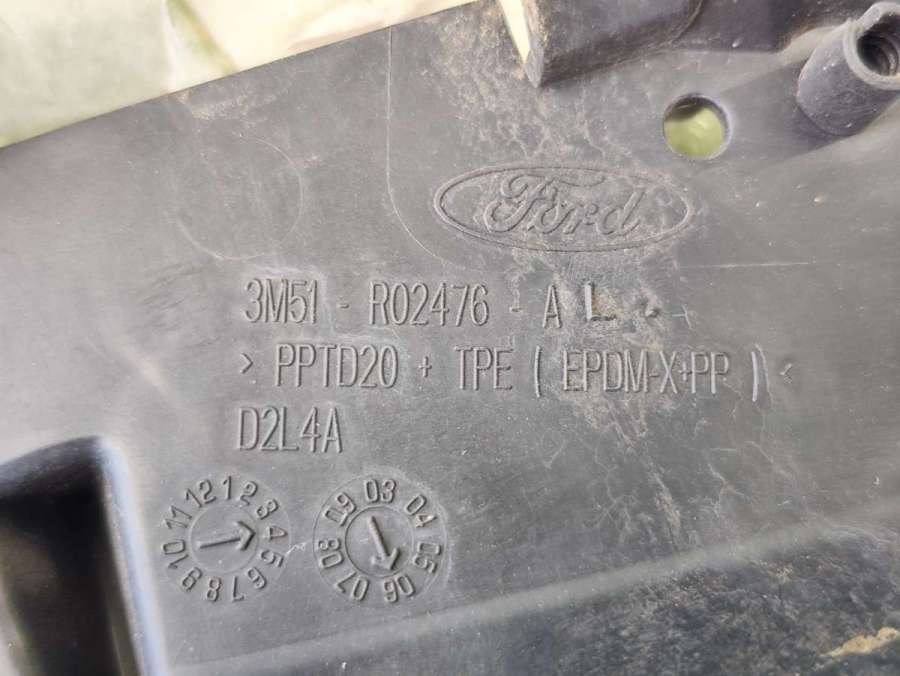 Ford
3M51 - R02476 - AL
> PPTD20 + TPE ( EPDM-X+PP ) <
D2L4A
1 2 3 4 5 6 7 8 9 10 11 12
03 04 05 06 07 08 09